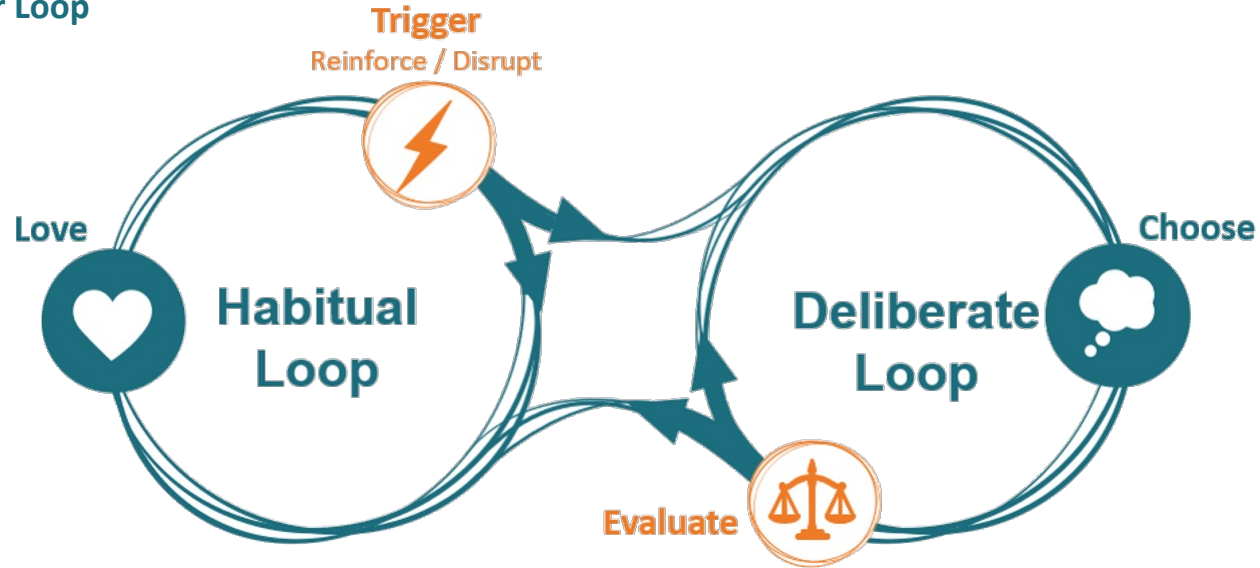 Loop
Trigger
Reinforce / Disrupt
Love
Choose
Habitual
Loop
Deliberate
Loop
Evaluate